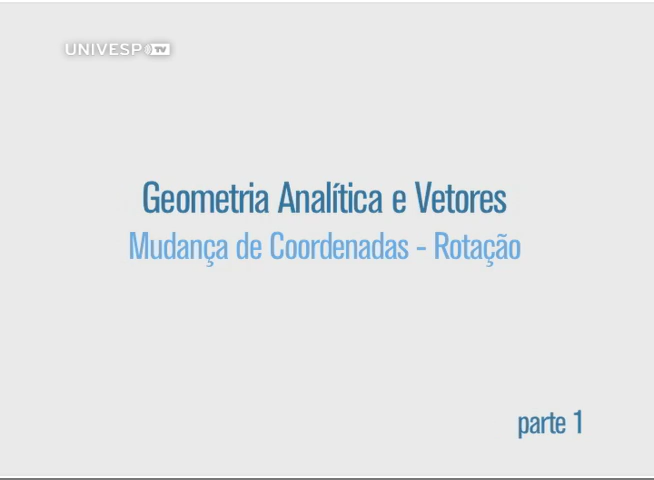 UNIVESP TV
Geometria Analítica e Vetores
Mudança de Coordenadas - Rotação
parte 1